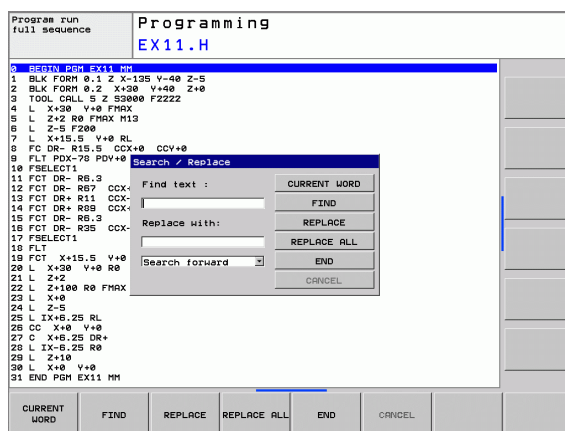 Program run
full sequence
Programming
EX11.H
0 BEGIN PGM EX11 MM
1 BLK FORM 0.1 Z X-135 Y-40 Z-5
2 BLK FORM 0.2 X+30 Y+40 Z+0
3 TOOL CALL 5 Z S3000 F2222
4 L X+30 Y+0 FMAX
5 L Z+2 R0 FMAX M13
6 L Z-5 F200
7 L X+15.5 Y+0 RL
8 FC DR- R15.5 CCX+0 CCY+0
9 FLT PDX-78 PDY+0
10 FSELECT1
11 FCT DR- R6.3
12 FCT DR- R67 CCX+
13 FCT DR+ R11 CCX-
14 FCT DR+ R89 CCX+
15 FCT DR- R6.3
16 FCT DR- R35 CCX-
17 FSELECT1
18 FLT
19 FCT X+15.5 Y+0
20 L X+30 Y+0 R0
21 L Z+2
22 L Z+100 R0 FMAX
23 L X+0
24 L Z-5
25 L IX+6.25 RL
26 CC X+0 Y+0
27 C X+6.25 DR+
28 L IX-6.25 R0
29 L Z+10
30 L X+0 Y+0
31 END PGM EX11 MM
Search / Replace
Find text :
CURRENT WORD
FIND
Replace with:
REPLACE
REPLACE ALL
Search forward
END
CANCEL
CURRENT
WORD
FIND
REPLACE
REPLACE ALL
END
CANCEL